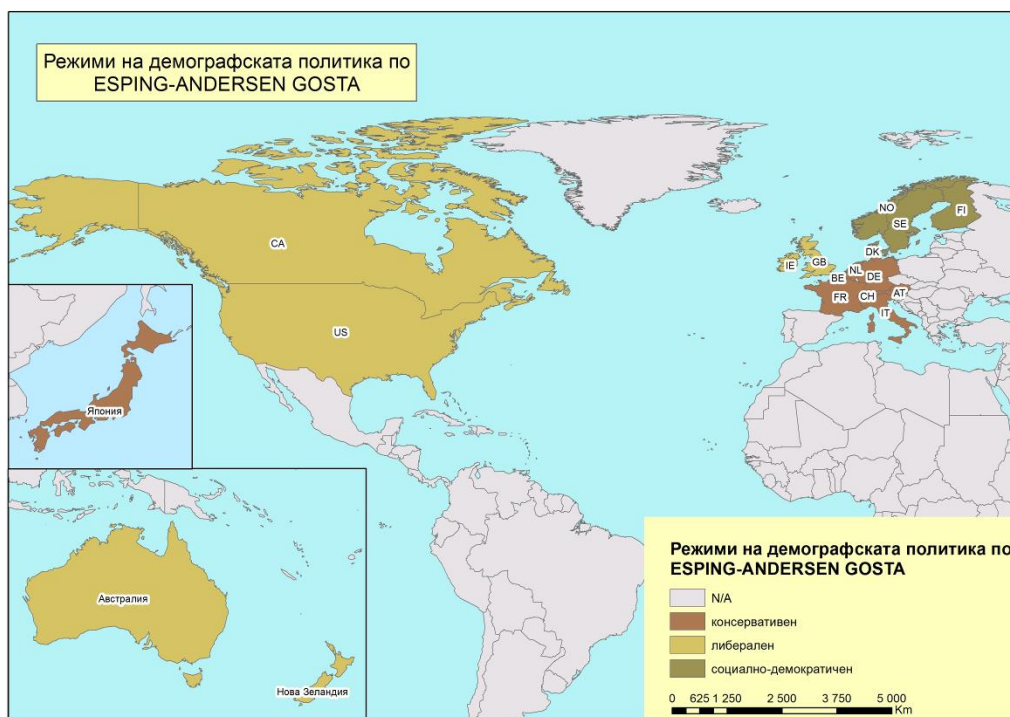 Режими на демографската политика по
ESPING-ANDERSEN GOSTA
CA
US
NO
SE
FI
DK
IE
GB
NL
BE
DE
FR
CH
AT
IT
Япония
Австралия
Нова Зеландия
Режими на демографската политика по
ESPING-ANDERSEN GOSTA
N/A
консервативен
либерален
социално-демократичен
0 625 1 250 2 500 3 750 5 000
Km